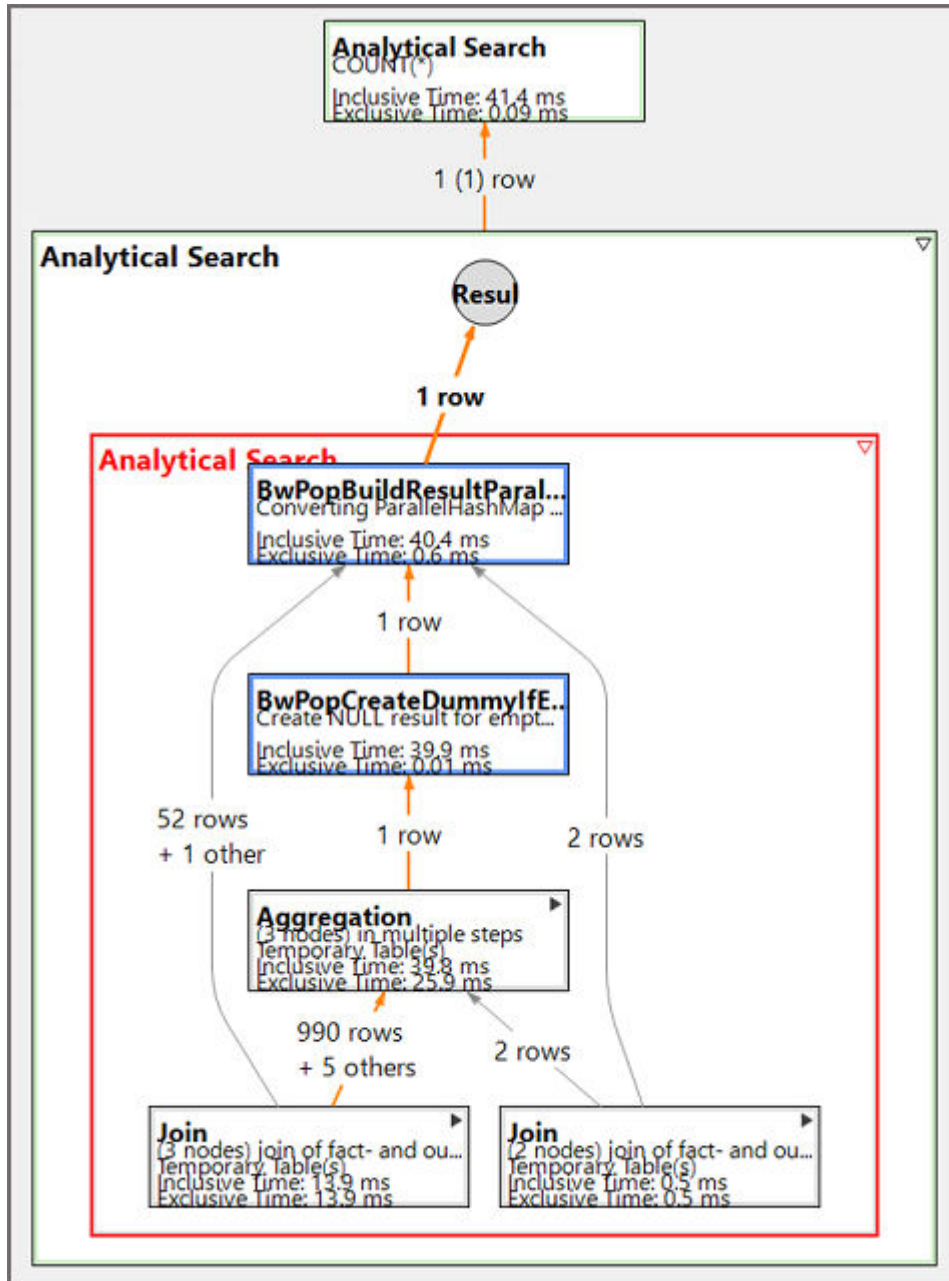 Analytical Search
COUNT(*)
Inclusive Time: 41.4 ms
Exclusive Time: 0.09 ms
1 (1) row
Analytical Search
Resul
1 row
Analytical Search
BwPopBuildResultParal...
Converting ParallelHashMap ...
Inclusive Time: 40.4 ms
Exclusive Time: 0.6 ms
1 row
BwPopCreateDummyIfE...
Create NULL result for empt...
Inclusive Time: 39.9 ms
Exclusive Time: 0.01 ms
52 rows
+ 1 other
1 row
2 rows
Aggregation
(3 nodes) in multiple steps
Temporary Table(s)
Inclusive Time: 39.8 ms
Exclusive Time: 25.9 ms
990 rows
+ 5 others
2 rows
Join
(3 nodes) join of fact- and ou...
Temporary Table(s)
Inclusive Time: 13.9 ms
Exclusive Time: 13.9 ms
Join
(2 nodes) join of fact- and ou...
Temporary Table(s)
Inclusive Time: 0.5 ms
Exclusive Time: 0.5 ms